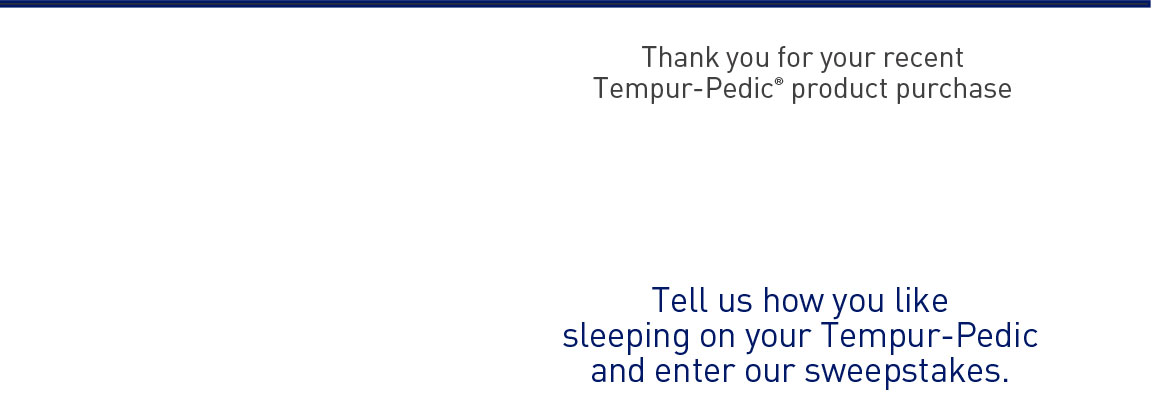 Thank you for your recent
Tempur-Pedic® product purchase
Tell us how you like
sleeping on your Tempur-Pedic
and enter our sweepstakes.